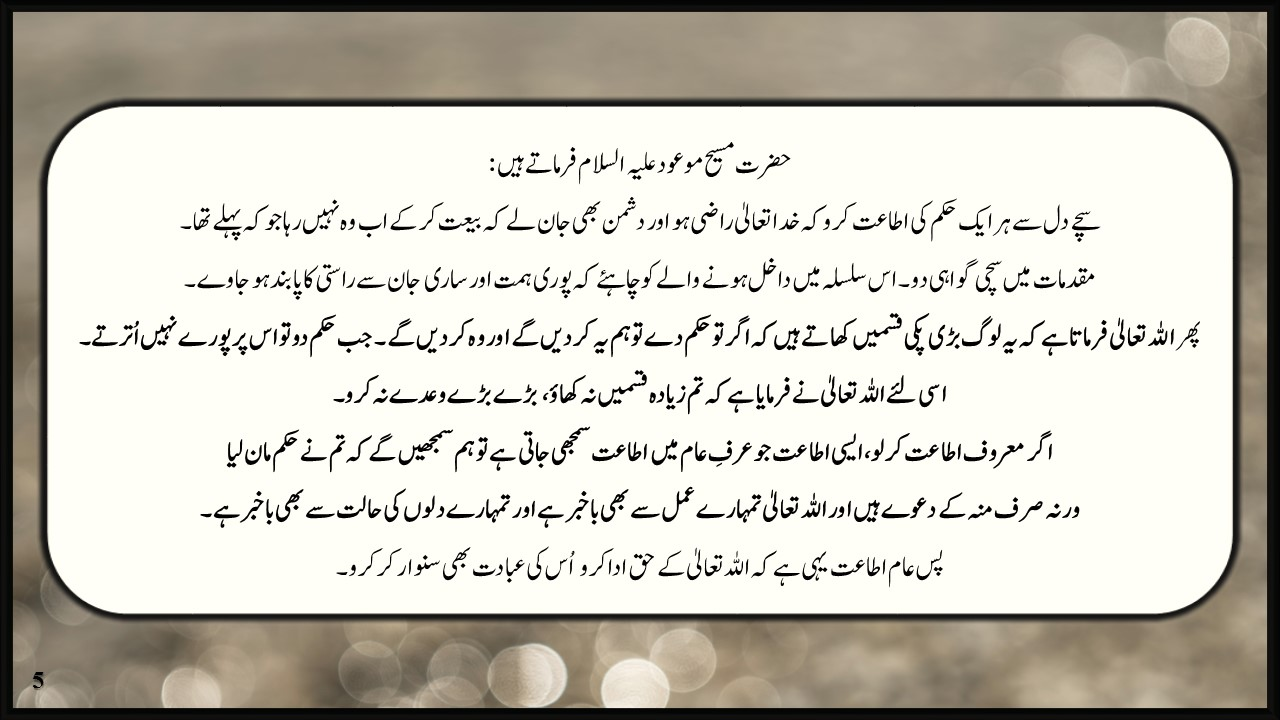 حضرت مسیح موعود علیہ السلام فرماتے ہیں:
سچے دل سے ہر ایک حکم کی اطاعت کرو کہ خدا تعالیٰ راضی ہو اور دشمن بھی جان لے کہ بیعت کر کے اب وہ نہیں رہا جو کہ پہلے تھا۔
مقدمات میں سچی گواہی دو۔ اس سلسلہ میں داخل ہونے والے کو چاہئے کہ پوری ہمت اور ساری جان سے راستی کا پابند ہو جاوے۔
پھر اللہ تعالیٰ فرماتا ہے کہ یہ لوگ بڑی پکی قسمیں کھاتے ہیں کہ اگر تو حکم دے تو ہم یہ کر دیں گے اور وہ کر دیں گے۔ جب حکم دو تو اس پر پورے نہیں اُترتے۔
اسی لئے اللہ تعالیٰ نے فرمایا ہے کہ تم زیادہ قسمیں نہ کھاؤ، بڑے بڑے وعدے نہ کرو۔
اگر معروف اطاعت کر لو، ایسی اطاعت جو عرفِ عام میں اطاعت سمجھی جاتی ہے تو ہم سمجھیں گے کہ تم نے حکم مان لیا
ورنہ صرف منہ کے دعوے ہیں اور اللہ تعالیٰ تمہارے عمل سے بھی باخبر ہے اور تمہارے دلوں کی حالت سے بھی باخبر ہے۔
پس عام اطاعت یہی ہے کہ اللہ تعالیٰ کے حق ادا کرو اُس کی عبادت بھی سنوار کر کرو۔
5